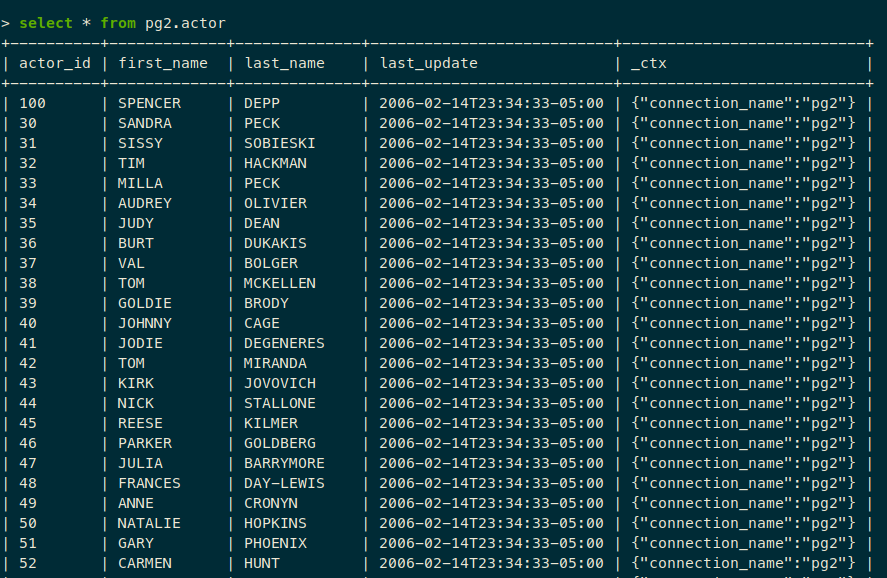 > select * from pg2.actor
+----------+-------------+--------------+---------------------------+---------------------------+
| actor_id | first_name  | last_name    | last_update               | _ctx                      |
+----------+-------------+--------------+---------------------------+---------------------------+
| 100      | SPENCER     | DEPP         | 2006-02-14T23:34:33-05:00 | {"connection_name":"pg2"} |
| 30       | SANDRA      | PECK         | 2006-02-14T23:34:33-05:00 | {"connection_name":"pg2"} |
| 31       | SISSY       | SOBIESKI     | 2006-02-14T23:34:33-05:00 | {"connection_name":"pg2"} |
| 32       | TIM         | HACKMAN      | 2006-02-14T23:34:33-05:00 | {"connection_name":"pg2"} |
| 33       | MILLA       | PECK         | 2006-02-14T23:34:33-05:00 | {"connection_name":"pg2"} |
| 34       | AUDREY      | OLIVIER      | 2006-02-14T23:34:33-05:00 | {"connection_name":"pg2"} |
| 35       | JUDY        | DEAN         | 2006-02-14T23:34:33-05:00 | {"connection_name":"pg2"} |
| 36       | BURT        | DUKAKIS      | 2006-02-14T23:34:33-05:00 | {"connection_name":"pg2"} |
| 37       | VAL         | BOLGER       | 2006-02-14T23:34:33-05:00 | {"connection_name":"pg2"} |
| 38       | TOM         | MCKELLEN     | 2006-02-14T23:34:33-05:00 | {"connection_name":"pg2"} |
| 39       | GOLDIE      | BRODY        | 2006-02-14T23:34:33-05:00 | {"connection_name":"pg2"} |
| 40       | JOHNNY      | CAGE         | 2006-02-14T23:34:33-05:00 | {"connection_name":"pg2"} |
| 41       | JODIE       | DEGENERES    | 2006-02-14T23:34:33-05:00 | {"connection_name":"pg2"} |
| 42       | TOM         | MIRANDA      | 2006-02-14T23:34:33-05:00 | {"connection_name":"pg2"} |
| 43       | KIRK        | JOVOVICH     | 2006-02-14T23:34:33-05:00 | {"connection_name":"pg2"} |
| 44       | NICK        | STALLONE     | 2006-02-14T23:34:33-05:00 | {"connection_name":"pg2"} |
| 45       | REESE       | KILMER       | 2006-02-14T23:34:33-05:00 | {"connection_name":"pg2"} |
| 46       | PARKER      | GOLDBERG     | 2006-02-14T23:34:33-05:00 | {"connection_name":"pg2"} |
| 47       | JULIA       | BARRYMORE    | 2006-02-14T23:34:33-05:00 | {"connection_name":"pg2"} |
| 48       | FRANCES     | DAY-LEWIS    | 2006-02-14T23:34:33-05:00 | {"connection_name":"pg2"} |
| 49       | ANNE        | CRONYN       | 2006-02-14T23:34:33-05:00 | {"connection_name":"pg2"} |
| 50       | NATALIE     | HOPKINS      | 2006-02-14T23:34:33-05:00 | {"connection_name":"pg2"} |
| 51       | GARY        | PHOENIX      | 2006-02-14T23:34:33-05:00 | {"connection_name":"pg2"} |
| 52       | CARMEN      | HUNT         | 2006-02-14T23:34:33-05:00 | {"connection_name":"pg2"} |